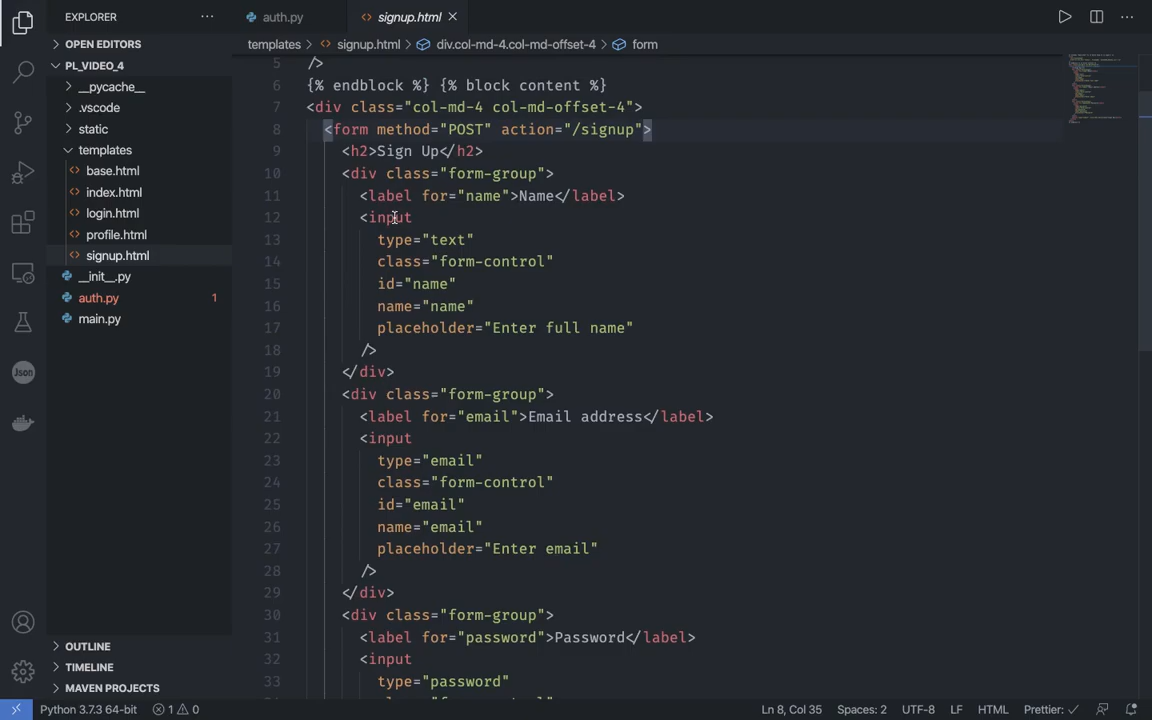 EXPLORER
auth.py
signup.html
OPEN EDITORS
templates
signup.html
div.col-md-4.col-md-offset-4
form
PL_VIDEO_4
__pycache__
.vscode
static
templates
base.html
index.html
login.html
profile.html
signup.html
__init__.py
auth.py 1
main.py
Json
OUTLINE
TIMELINE
MAVEN PROJECTS
5 />
6 {% endblock %} {% block content %}
7 <div class="col-md-4 col-md-offset-4">
8 <form method="POST" action="/signup">
9 <h2>Sign Up</h2>
10 <div class="form-group">
11 <label for="name">Name</label>
12 <input
13 type="text"
14 class="form-control"
15 id="name"
16 name="name"
17 placeholder="Enter full name"
18 />
19 </div>
20 <div class="form-group">
21 <label for="email">Email address</label>
22 <input
23 type="email"
24 class="form-control"
25 id="email"
26 name="email"
27 placeholder="Enter email"
28 />
29 </div>
30 <div class="form-group">
31 <label for="password">Password</label>
32 <input
33 type="password"
Python 3.7.3 64-bit
1 0
Ln 8, Col 35
Spaces: 2
UTF-8
LF
HTML
Prettier: